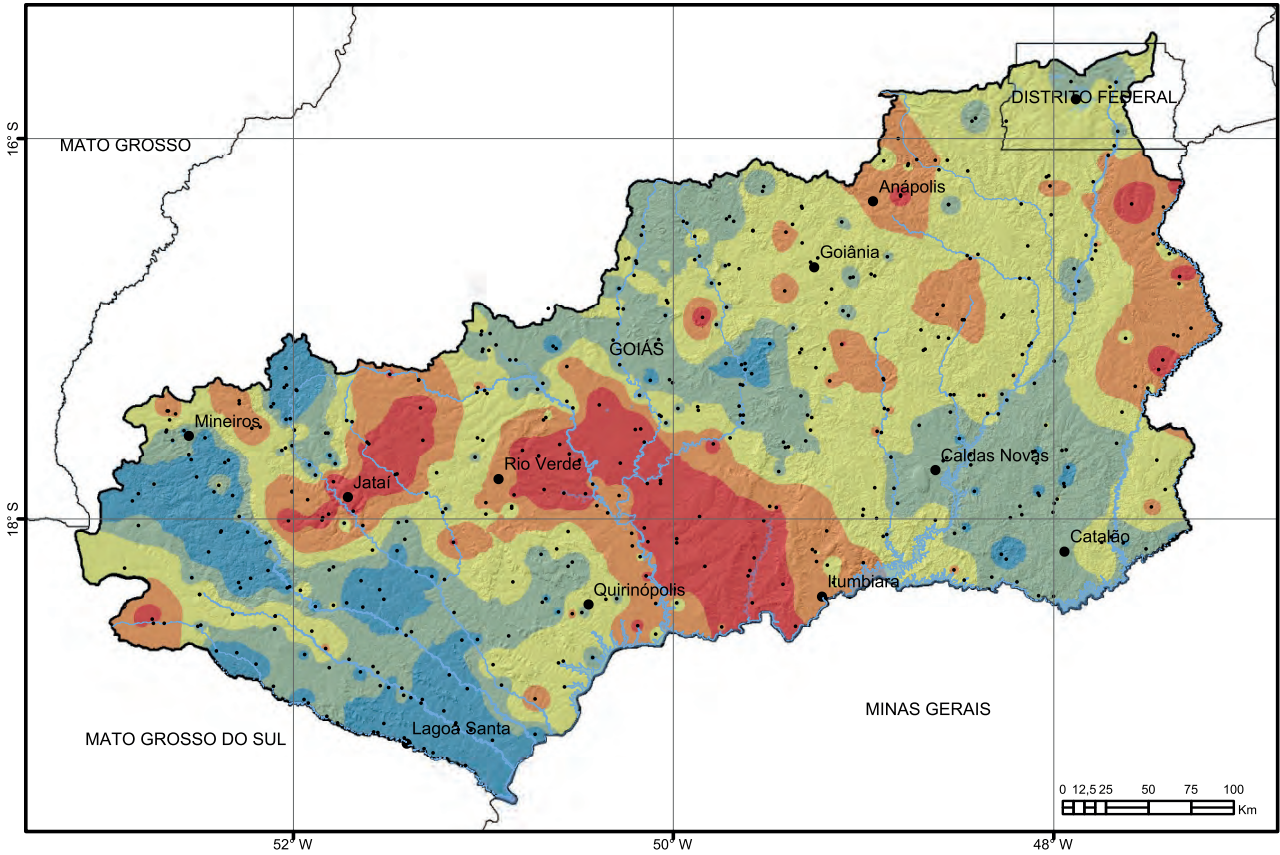 DISTRITO FEDERAL
16° S
MATO GROSSO
Anápolis
Goiânia
GOIÁS
Mineiros
Caldas Novas
Rio Verde
Jataí
18° S
Catalão
Itumbiara
Quirinópolis
MINAS GERAIS
Lagoa Santa
MATO GROSSO DO SUL
0 12,5 25 50 75 100
Km
52° W 50° W 48° W